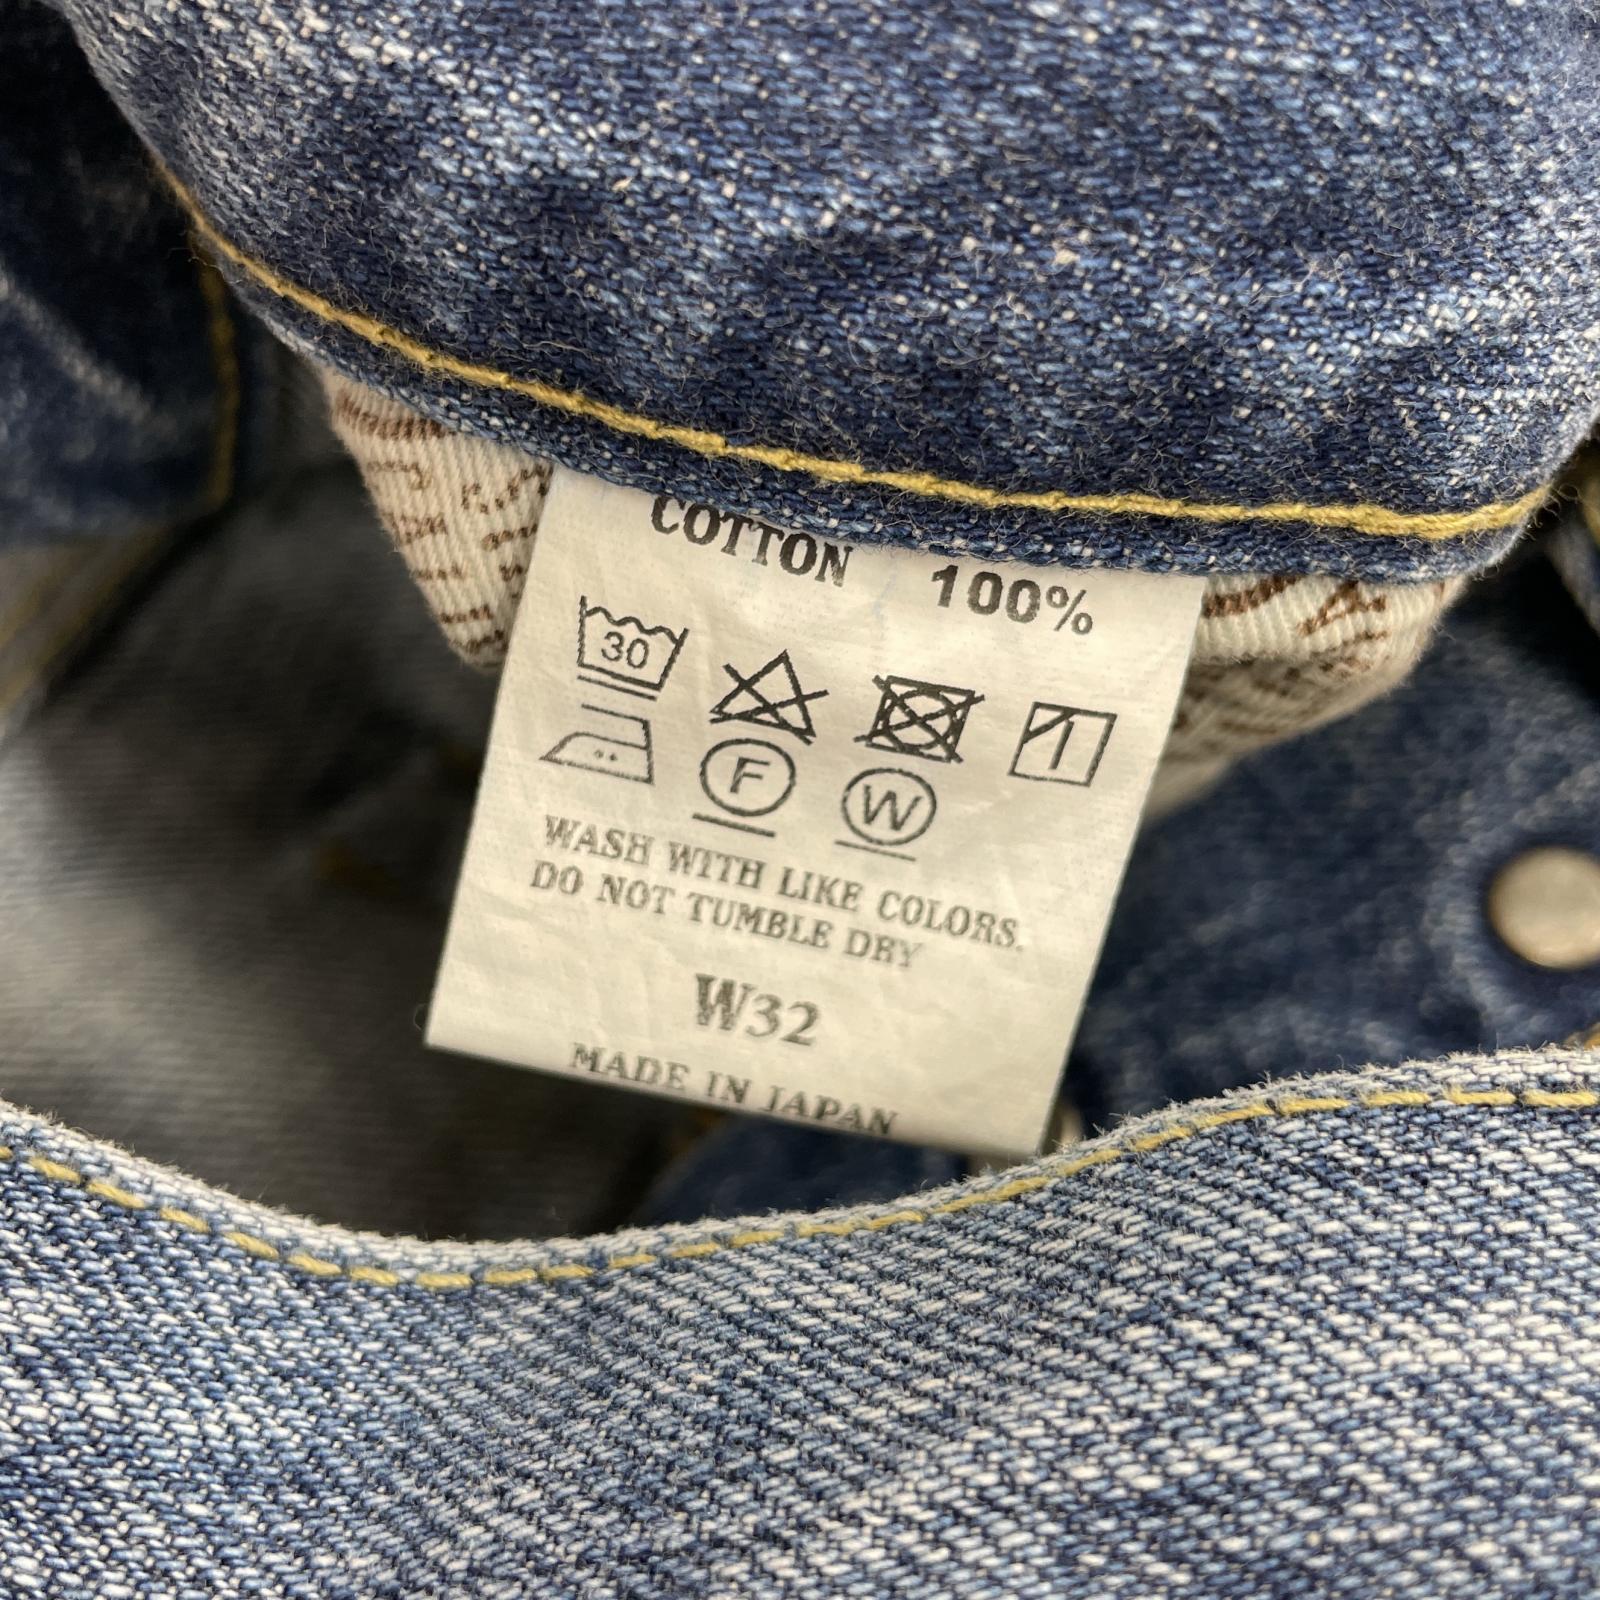 COTTON 100%
30
F W
WASH WITH LIKE COLORS.
DO NOT TUMBLE DRY
W32
MADE IN JAPAN